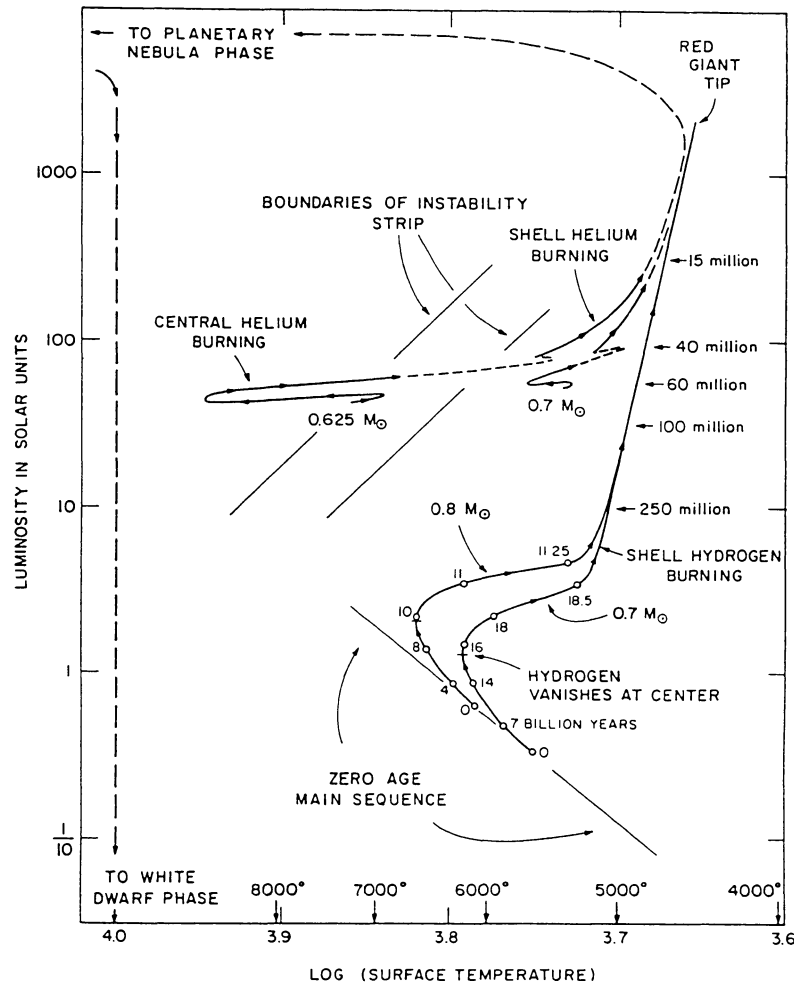 TO PLANETARY
NEBULA PHASE
RED
GIANT
TIP
1000
BOUNDARIES OF INSTABILITY
STRIP
SHELL HELIUM
BURNING
15 million
CENTRAL HELIUM
BURNING
100
40 million
60 million
0.625 M☉
0.7 M☉
100 million
LUMINOSITY IN SOLAR UNITS
10
250 million
0.8 M☉
11 25
SHELL HYDROGEN
BURNING
11
18.5
10
18
0.7 M☉
8
16
HYDROGEN
VANISHES AT CENTER
1
4
14
0
7 BILLION YEARS
0
ZERO AGE
MAIN SEQUENCE
1
10
TO WHITE
DWARF PHASE
8000°
7000°
6000°
5000°
4000°
4.0
3.9
3.8
3.7
3.6
LOG (SURFACE TEMPERATURE)